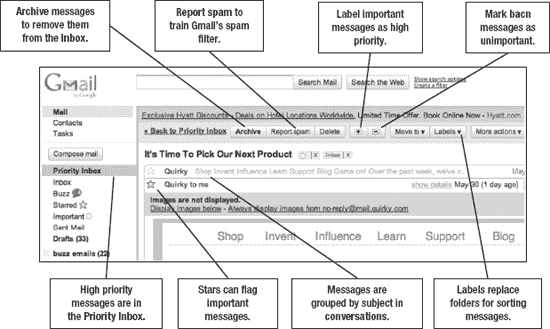 Archive messages
to remove them
from the Inbox.
Report spam to
train Gmail's spam
filter.
Label important
messages as high
priority.
Mark bacn
messages as
unimportant.
Gmail
by Google
Search Mail
Search the Web
Show search options
Create a filter
Mail
Contacts
Tasks
Compose mail
Priority Inbox
Inbox
Buzz
Starred
Important
Sent Mail
Drafts (33)
buzz emails (22)
Exclusive Hyatt Discounts - Deals on Hotel Locations Worldwide. Limited Time Offer. Book Online Now - Hyatt.com
« Back to Priority Inbox Archive Report spam Delete Move to Labels More actions
It's Time To Pick Our Next Product Inbox X
Quirky Shop Invent Influence Learn Support Blog Game on! Over the past week, we've c... May
Quirky to me show details May 30 (1 day ago)
Images are not displayed.
Display images below - Always display images from no-reply@mail.quirky.com
Shop Invent Influence Learn Support Blog
High priority
messages are in
the Priority Inbox.
Stars can flag
important
messages.
Messages are
grouped by subject in
conversations.
Labels replace
folders for sorting
messages.